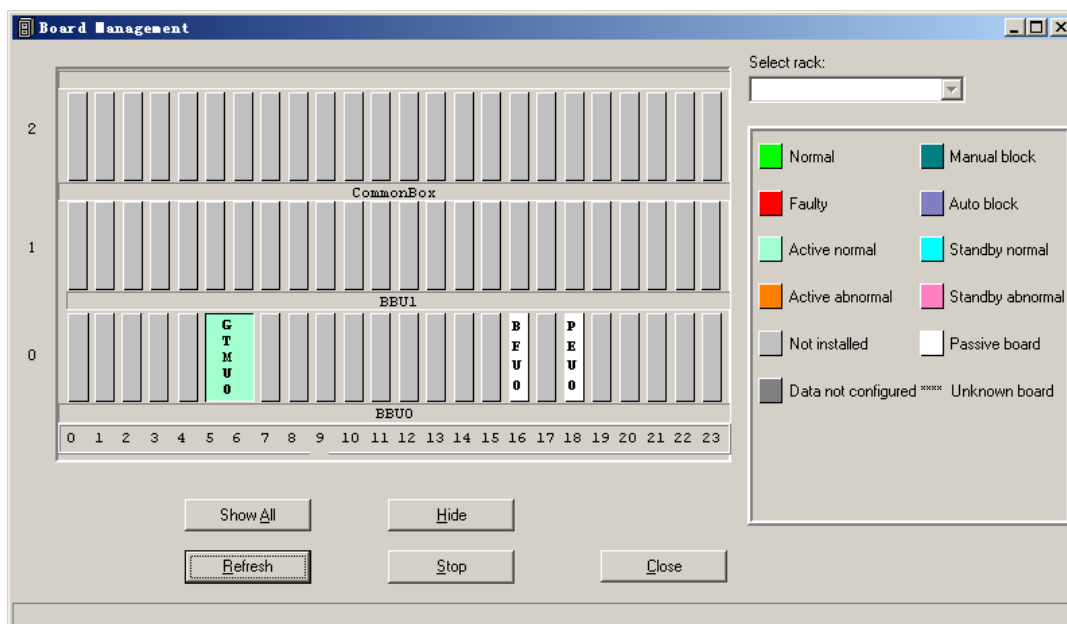 Board Management
Select rack:
2
CommonBox
1
BBU1
0
GTMUO
BFUO
PEUO
BBU0
0 1 2 3 4 5 6 7 8 9 10 11 12 13 14 15 16 17 18 19 20 21 22 23
Normal
Manual block
Faulty
Auto block
Active normal
Standby normal
Active abnormal
Standby abnormal
Not installed
Passive board
Data not configured
**** Unknown board
Show All
Hide
Refresh
Stop
Close